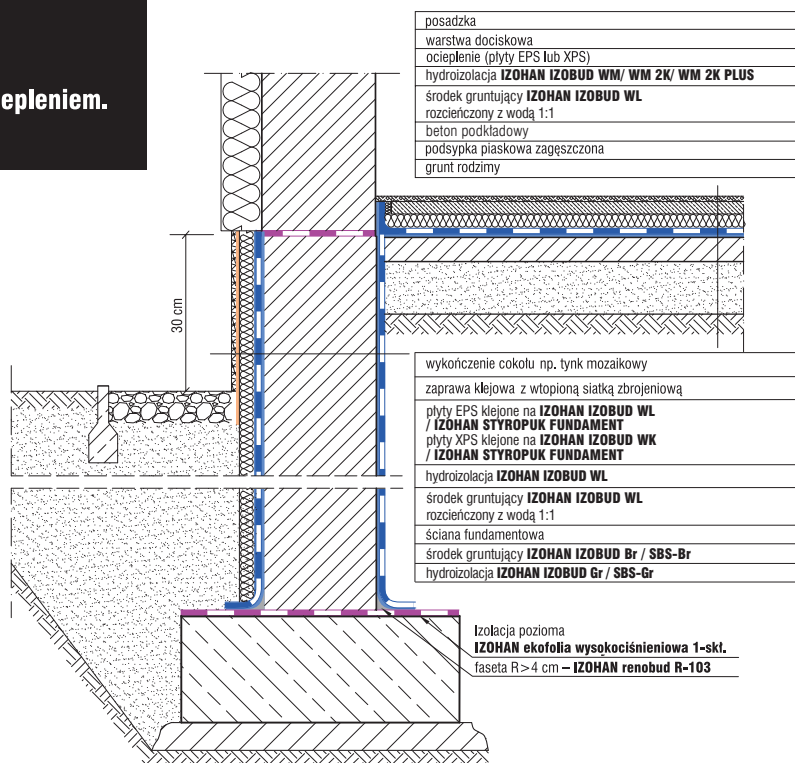 epleniem.
posadzka
warstwa dociskowa
ocieplenie (płyty EPS lub XPS)
hydroizolacja IZOHAN IZOBUD WM/ WM 2K/ WM 2K PLUS
środek gruntujący IZOHAN IZOBUD WL
rozcieńczony z wodą 1:1
beton podkładowy
podsypka piaskowa zagęszczona
grunt rodzimy
30 cm
wykończenie cokołu np. tynk mozaikowy
zaprawa klejowa z wtopioną siatką zbrojeniową
płyty EPS klejone na IZOHAN IZOBUD WL
/ IZOHAN STYROPUK FUNDAMENT
płyty XPS klejone na IZOHAN IZOBUD WK
/ IZOHAN STYROPUK FUNDAMENT
hydroizolacja IZOHAN IZOBUD WL
środek gruntujący IZOHAN IZOBUD WL
rozcieńczony z wodą 1:1
ściana fundamentowa
środek gruntujący IZOHAN IZOBUD Br / SBS-Br
hydroizolacja IZOHAN IZOBUD Gr / SBS-Gr
Izolacja pozioma
IZOHAN ekofolia wysokociśnieniowa 1-skł.
faseta R>4 cm – IZOHAN renobud R-103